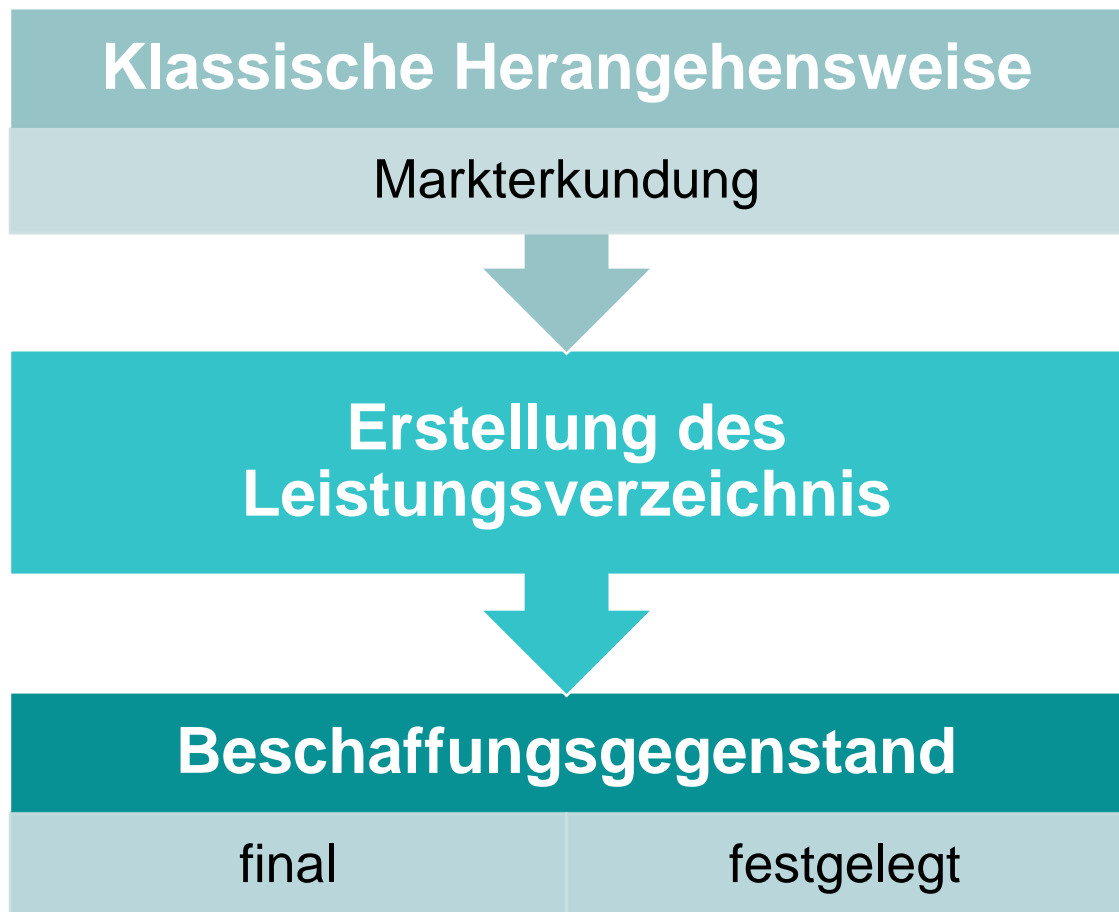 Klassische Herangehensweise
Markterkundung
Erstellung des
Leistungsverzeichnis
Beschaffungsgegenstand
final festgelegt